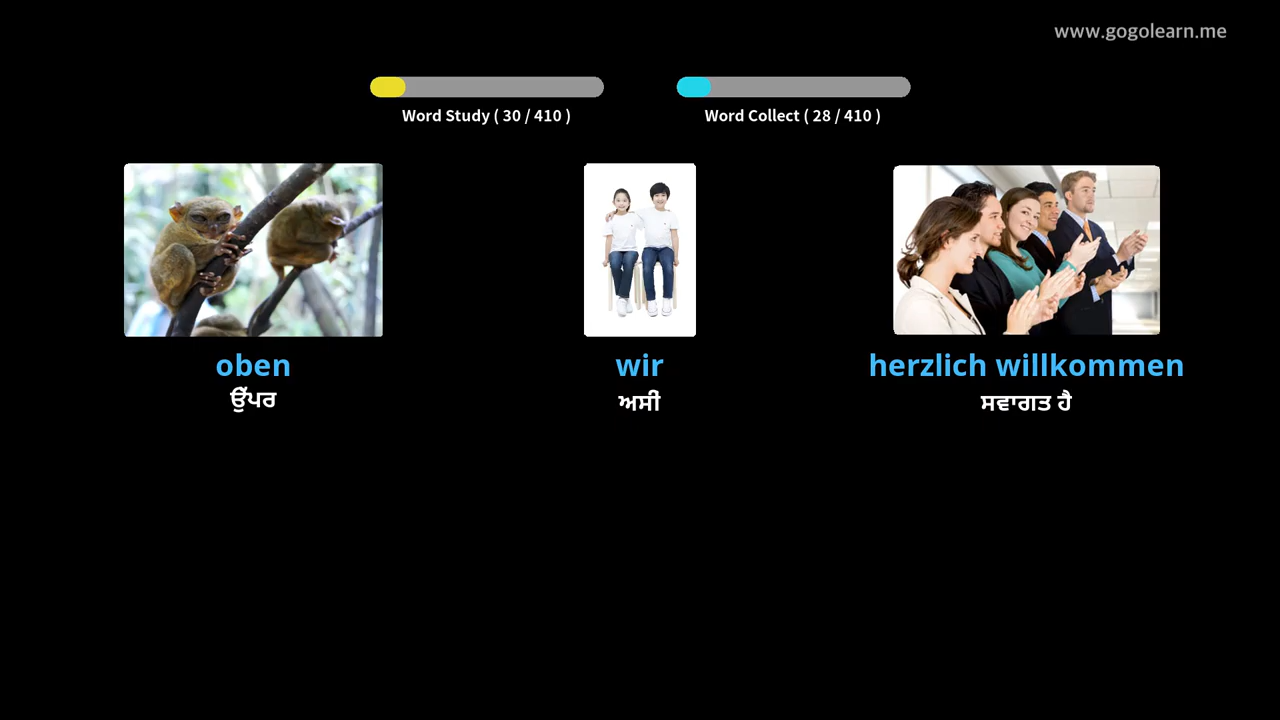 www.gogolearn.me
Word Study ( 30 / 410 )
Word Collect ( 28 / 410 )
oben
wir
herzlich willkommen
ਉੱਪਰ
ਅਸੀਂ
ਸਵਾਗਤ ਹੈ